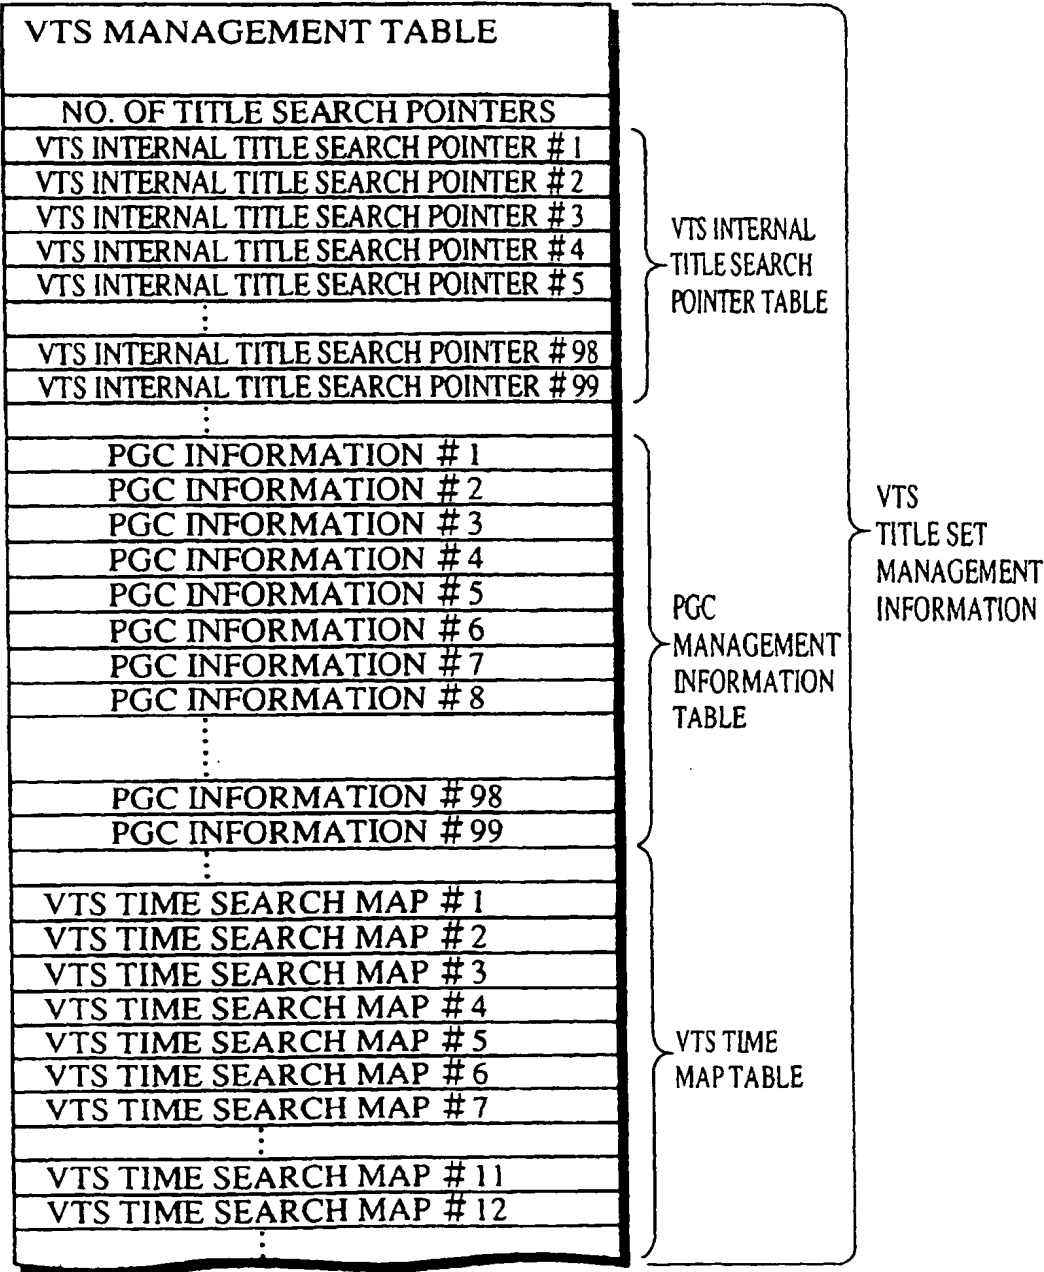 VTS MANAGEMENT TABLE
NO. OF TITLE SEARCH POINTERS
VTS INTERNAL TITLE SEARCH POINTER #1
VTS INTERNAL TITLE SEARCH POINTER #2
VTS INTERNAL TITLE SEARCH POINTER #3
VTS INTERNAL TITLE SEARCH POINTER #4
VTS INTERNAL TITLE SEARCH POINTER #5
VTS INTERNAL TITLE SEARCH POINTER #98
VTS INTERNAL TITLE SEARCH POINTER #99
VTS INTERNAL
TITLE SEARCH
POINTER TABLE
PGC INFORMATION #1
PGC INFORMATION #2
PGC INFORMATION #3
PGC INFORMATION #4
PGC INFORMATION #5
PGC INFORMATION #6
PGC INFORMATION #7
PGC INFORMATION #8
PGC INFORMATION #98
PGC INFORMATION #99
PGC
MANAGEMENT
INFORMATION
TABLE
VTS TIME SEARCH MAP #1
VTS TIME SEARCH MAP #2
VTS TIME SEARCH MAP #3
VTS TIME SEARCH MAP #4
VTS TIME SEARCH MAP #5
VTS TIME SEARCH MAP #6
VTS TIME SEARCH MAP #7
VTS TIME SEARCH MAP #11
VTS TIME SEARCH MAP #12
VTS TIME
MAP TABLE
VTS
TITLE SET
MANAGEMENT
INFORMATION